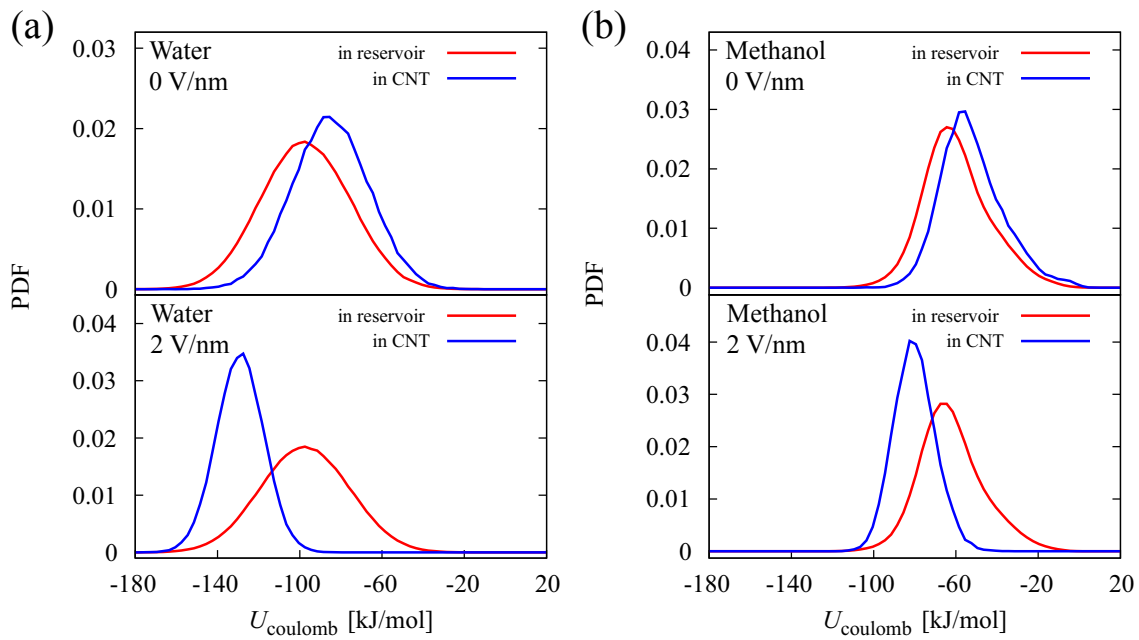 (a)
Water
0 V/nm
in reservoir
in CNT
0.03
0.02
0.01
0
PDF
Water
2 V/nm
in reservoir
in CNT
0.04
0.03
0.02
0.01
0
-180
-140
-100
-60
-20
20
Ucoulomb [kJ/mol]
(b)
Methanol
0 V/nm
in reservoir
in CNT
0.04
0.03
0.02
0.01
0
PDF
Methanol
2 V/nm
in reservoir
in CNT
0.04
0.03
0.02
0.01
0
-180
-140
-100
-60
-20
20
Ucoulomb [kJ/mol]